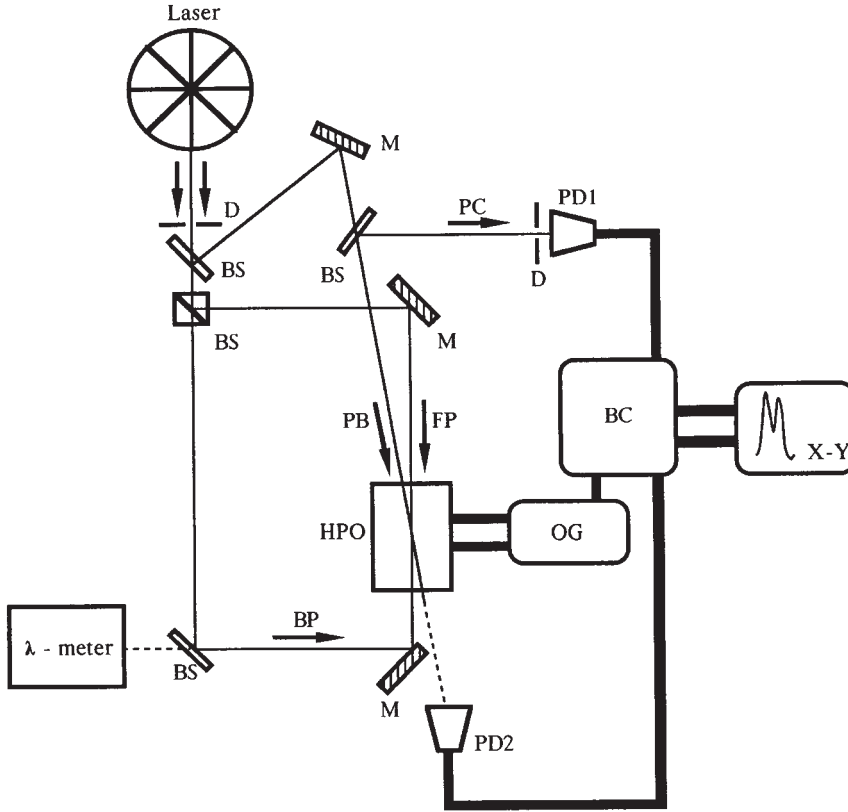 Laser
M
D
PC
PD1
BS
BS
D
BS
M
PB
FP
BC
X-Y
HPO
OG
BP
λ - meter
BS
M
PD2